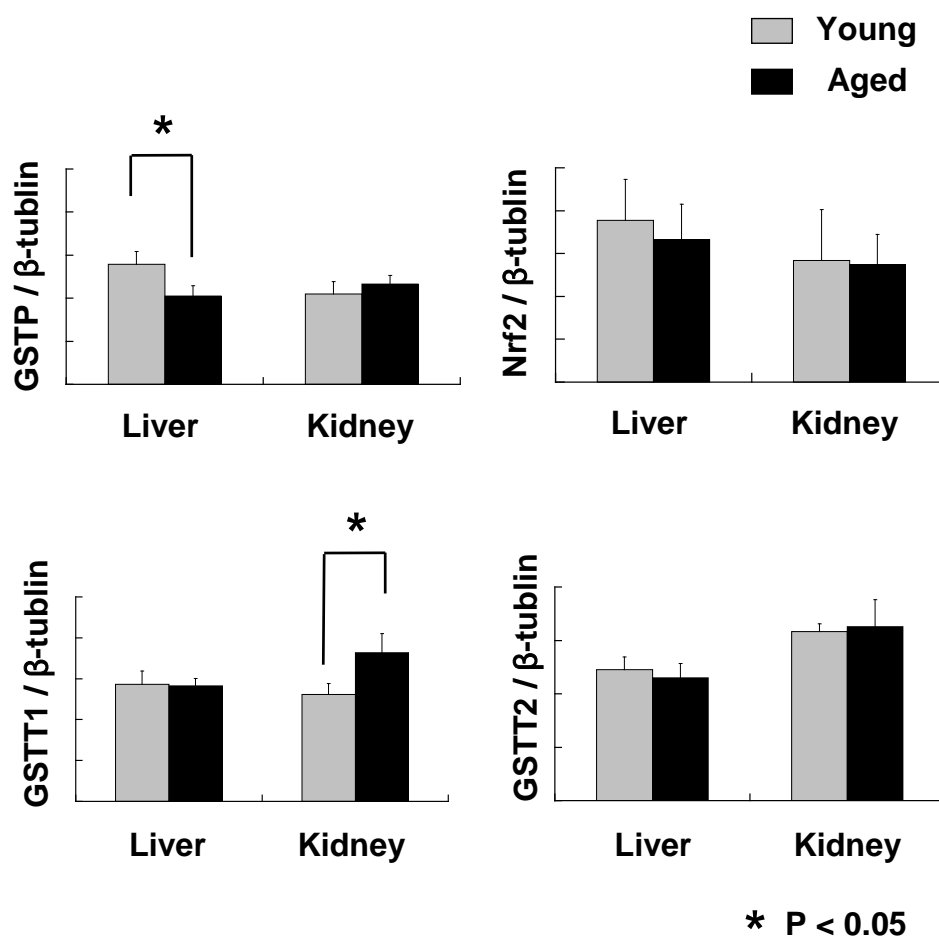 Young
Aged
*
GSTP / β-tublin
Liver
Kidney
Nrf2 / β-tublin
Liver
Kidney
*
GSTT1 / β-tublin
Liver
Kidney
GSTT2 / β-tublin
Liver
Kidney
* P < 0.05